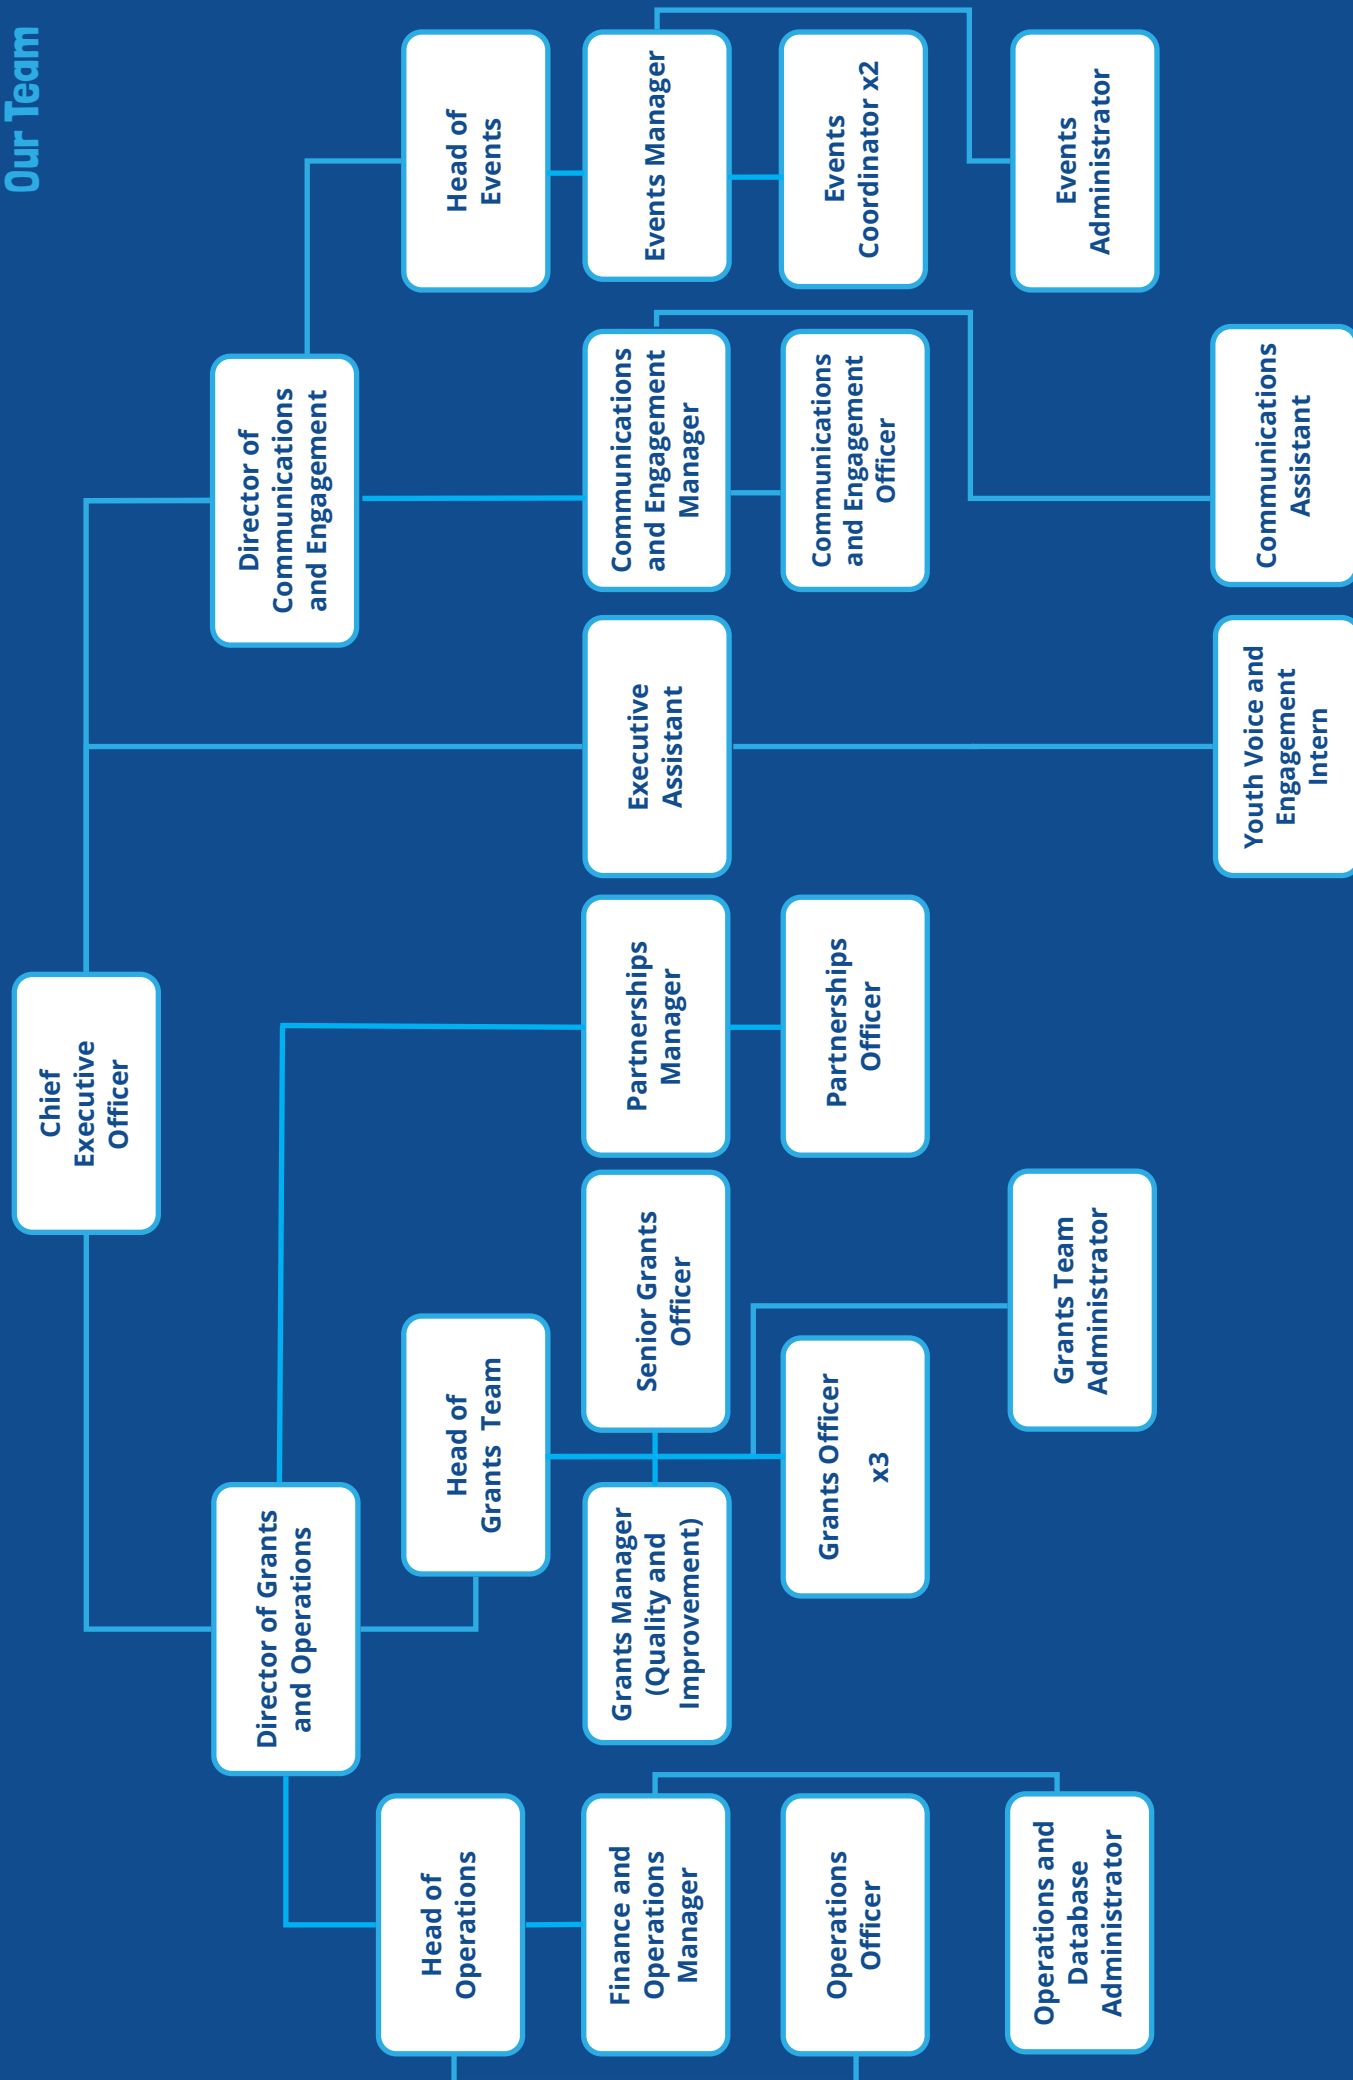 Our Team
Chief
Executive
Officer
Director of Grants
and Operations
Director of
Communications
and Engagement
Head of
Operations
Head of
Grants Team
Head of
Events
Finance and
Operations
Manager
Grants Manager
(Quality and
Improvement)
Senior Grants
Officer
Partnerships
Manager
Executive
Assistant
Communications
and Engagement
Manager
Events Manager
Operations
Officer
Grants Officer
x3
Partnerships
Officer
Communications
and Engagement
Officer
Events
Coordinator x2
Operations and
Database
Administrator
Grants Team
Administrator
Events
Administrator
Youth Voice and
Engagement
Intern
Communications
Assistant